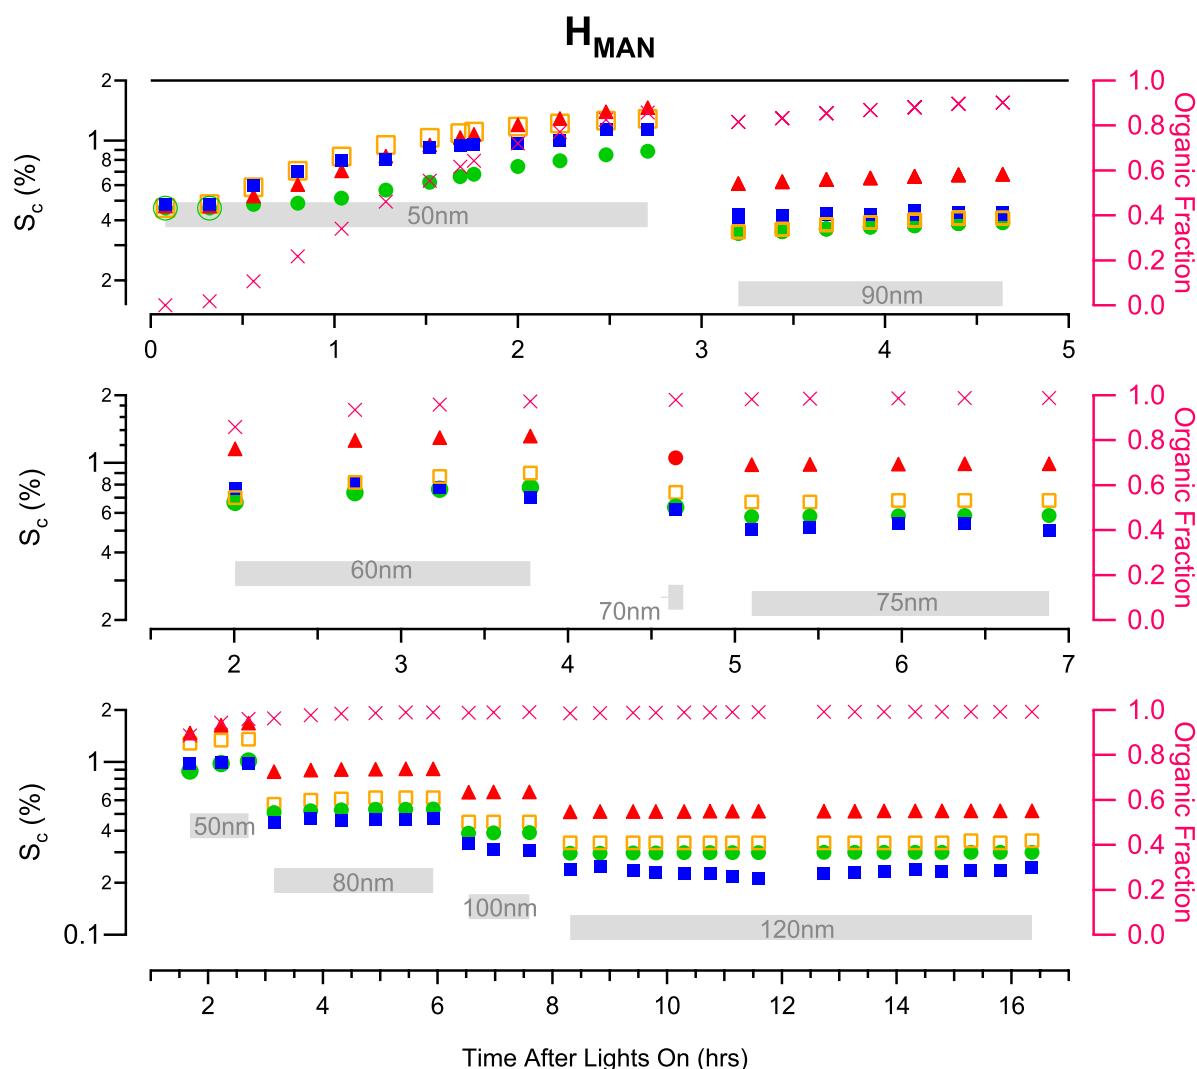 HMAN
2
1
8
6
4
2
Sc (%)
50nm
90nm
1.0
0.8
0.6
0.4
0.2
0.0
Organic Fraction
0 1 2 3 4 5
2
1
8
6
4
2
Sc (%)
60nm
70nm
75nm
1.0
0.8
0.6
0.4
0.2
0.0
Organic Fraction
2 3 4 5 6 7
2
1
6
4
2
0.1
Sc (%)
50nm
80nm
100nm
120nm
1.0
0.8
0.6
0.4
0.2
0.0
Organic Fraction
2 4 6 8 10 12 14 16
Time After Lights On (hrs)